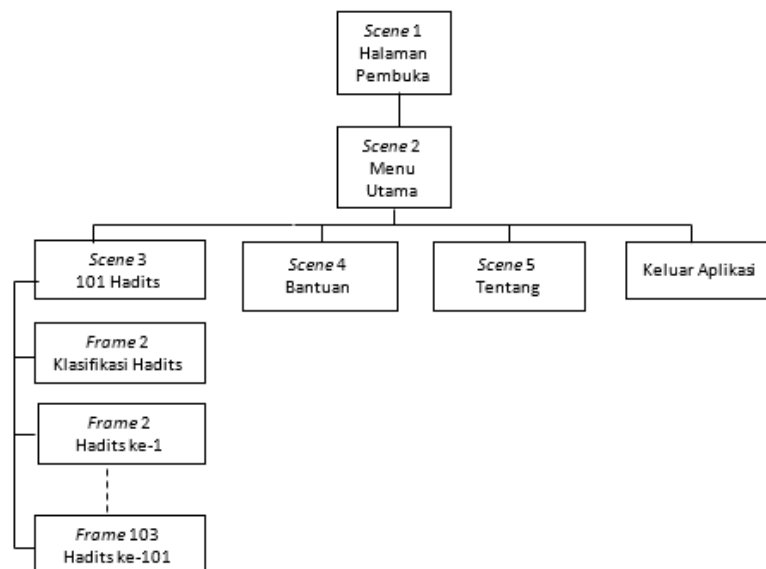 Scene 1
Halaman
Pembuka
Scene 2
Menu
Utama
Scene 3
101 Hadits
Scene 4
Bantuan
Scene 5
Tentang
Keluar Aplikasi
Frame 2
Klasifikasi Hadits
Frame 2
Hadits ke-1
Frame 103
Hadits ke-101